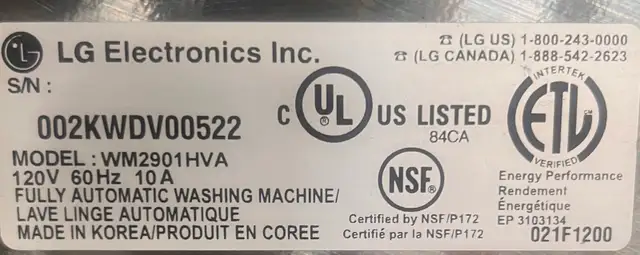 LG Electronics Inc.
☎ (LG US) 1-800-243-0000
☎ (LG CANADA) 1-888-542-2623
S/N :
002KWDV00522
MODEL : WM2901HVA
120V 60Hz 10A
FULLY AUTOMATIC WASHING MACHINE/
LAVE LINGE AUTOMATIQUE
MADE IN KOREA/PRODUIT EN COREE
C UL US LISTED
84CA
NSF
Certified by NSF/P172
Certifié par la NSF/P172
INTERTEK
ETL
VERIFIED
Energy Performance
Rendement
Énergétique
EP 3103134
021F1200